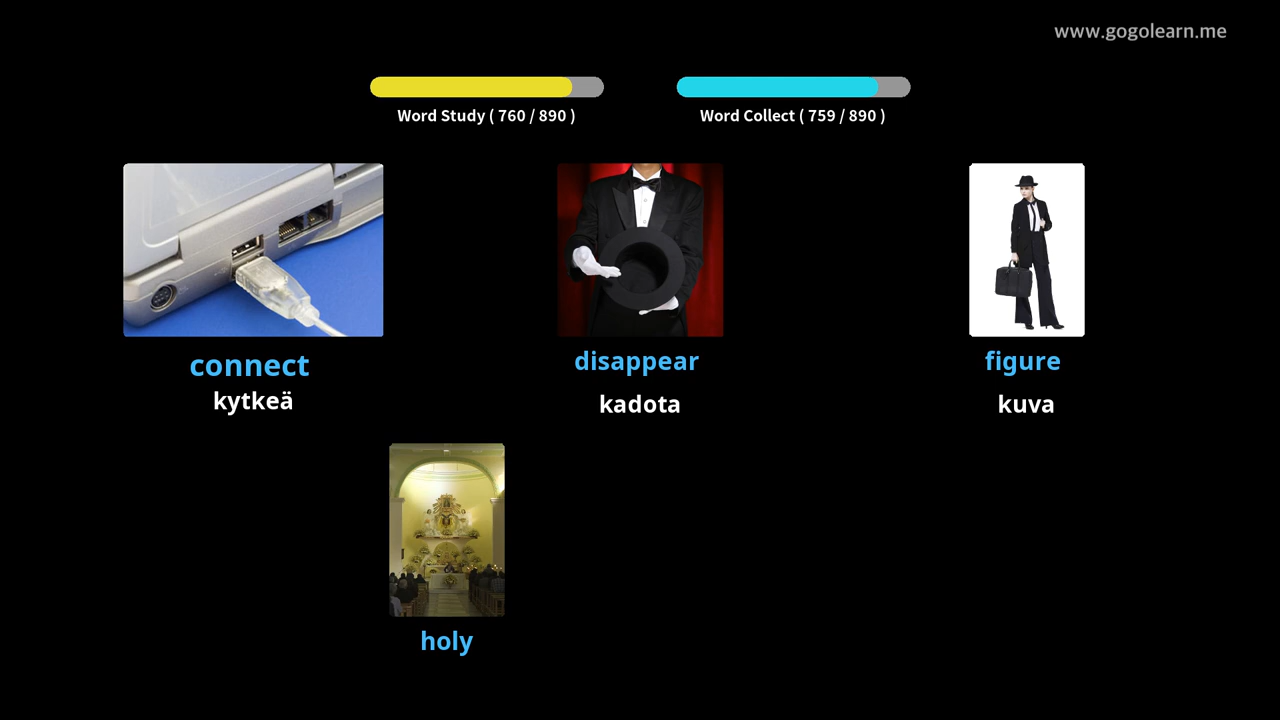 www.gogolearn.me
Word Study ( 760 / 890 )
Word Collect ( 759 / 890 )
connect
kytkeä
disappear
kadota
figure
kuva
holy